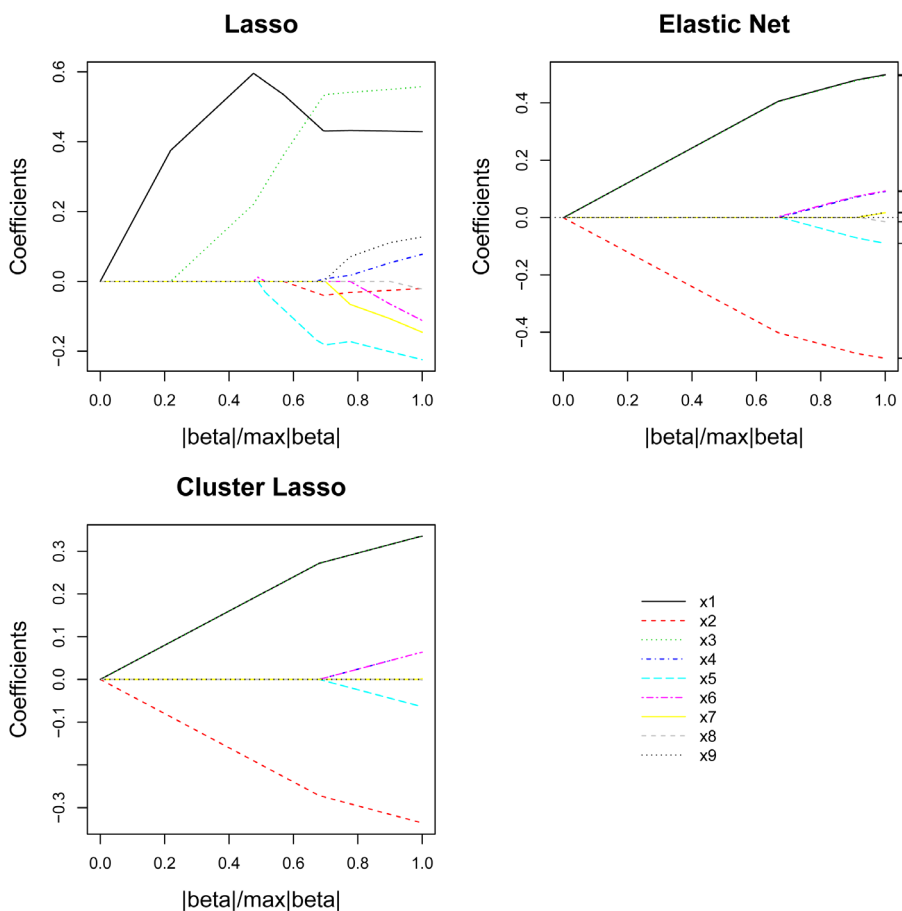 Lasso
Coefficients
0.6
0.4
0.2
0.0
−0.2
0.0 0.2 0.4 0.6 0.8 1.0
|beta|/max|beta|
Elastic Net
Coefficients
0.4
0.2
0.0
−0.2
−0.4
0.0 0.2 0.4 0.6 0.8 1.0
|beta|/max|beta|
Cluster Lasso
Coefficients
0.3
0.2
0.1
0.0
−0.1
−0.3
0.0 0.2 0.4 0.6 0.8 1.0
|beta|/max|beta|
x1
x2
x3
x4
x5
x6
x7
x8
x9